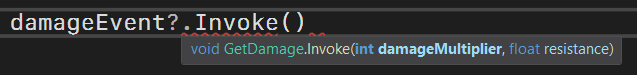 damageEvent?.Invoke()
void GetDamage.Invoke(int damageMultiplier, float resistance)